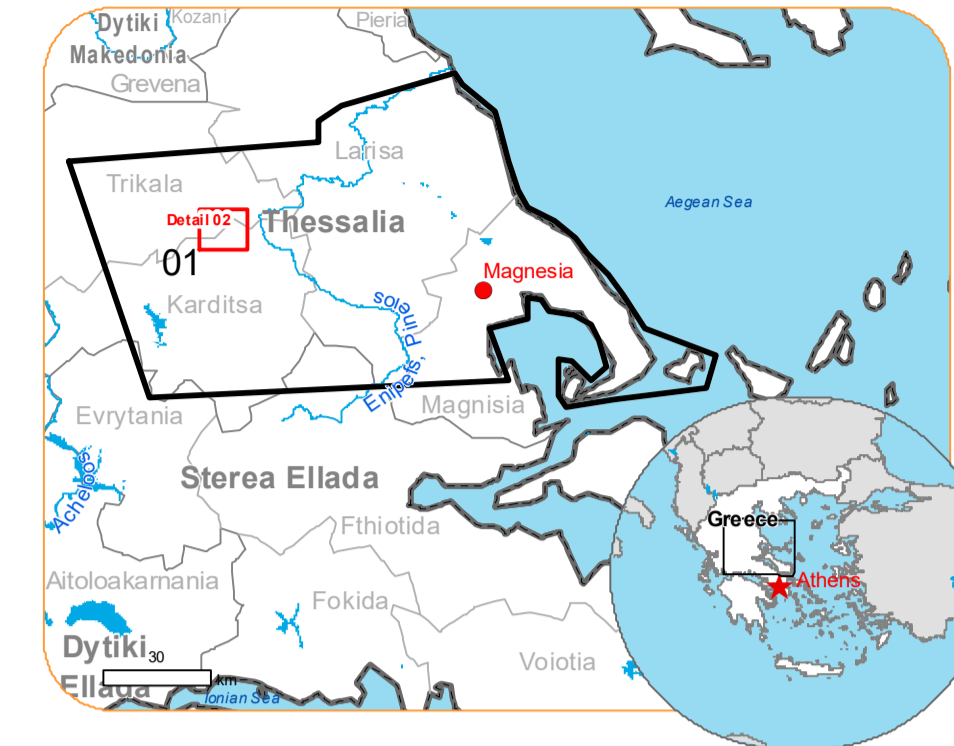 Kozani
Pieria
Dytiki
Makedonia
Grevena
Larisa
Trikala
Aegean Sea
Detail 02
Thessalia
01
Magnesia
Karditsa
Enipefs, Pineios
Magnisia
Evrytania
Sterea Ellada
Acheloos
Greece
Fthiotida
Aitoloakarnania
Athens
Fokida
Dytiki
Ellada
30
km
Voiotia
Ionian Sea